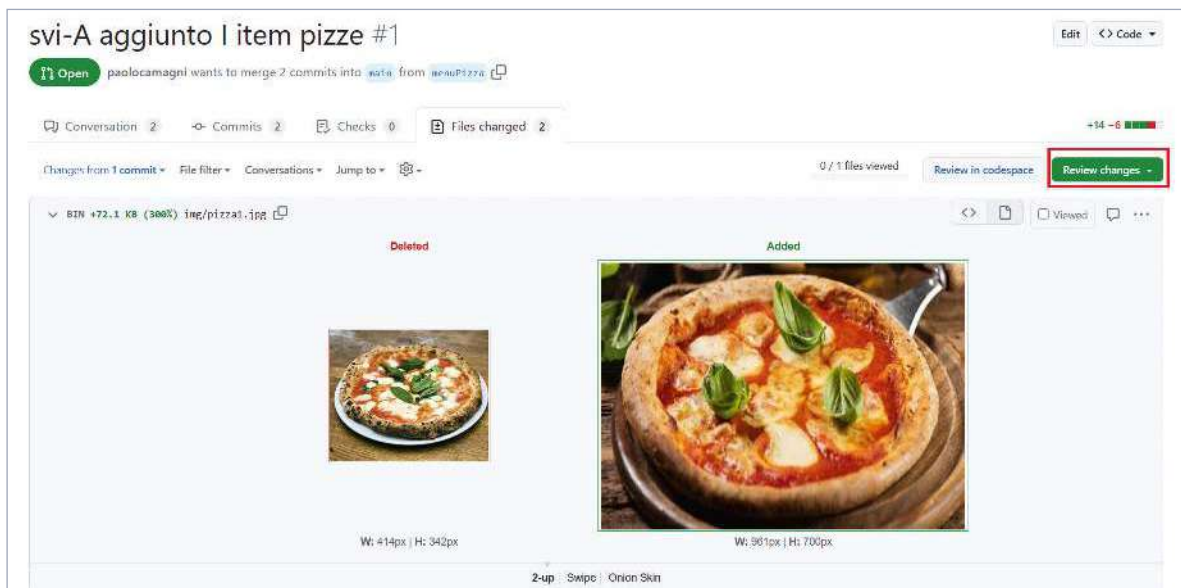 svi-A aggiunto I item pizze #1
Edit <> Code
Open paolocamagni wants to merge 2 commits into main from menuPizza
Conversation 2 Commits 2 Checks 0 Files changed 2 +14 −6
Changes from 1 commit File filter Conversations Jump to 0 / 1 files viewed Review in codespace Review changes
BIN +72.1 KB (300%) img/pizza1.jpg <> Viewed ...
Deleted Added
W: 414px | H: 342px W: 961px | H: 700px
2-up Swipe Onion Skin